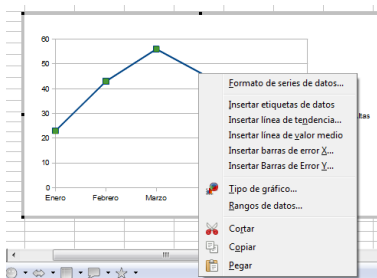 60
50
40
30
20
10
0
Enero Febrero Marzo
Formato de series de datos...
Insertar etiquetas de datos
Insertar línea de tendencia...
Insertar línea de valor medio
Insertar barras de error X...
Insertar Barras de Error Y...
Tipo de gráfico...
Rangos de datos...
Cortar
Copiar
Pegar